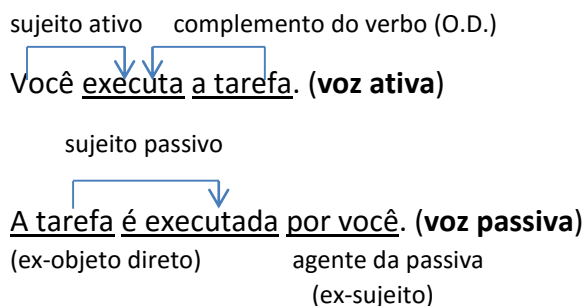 sujeito ativo complemento do verbo (O.D.)
Você executa a tarefa. (voz ativa)
sujeito passivo
A tarefa é executada por você. (voz passiva)
(ex-objeto direto) agente da passiva
(ex-sujeito)